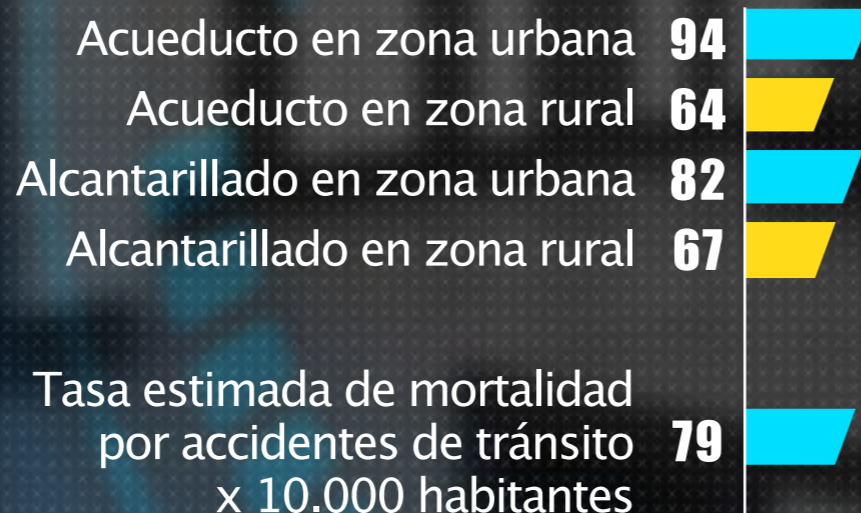 Acueducto en zona urbana 94
Acueducto en zona rural 64
Alcantarillado en zona urbana 82
Alcantarillado en zona rural 67
Tasa estimada de mortalidad
por accidentes de tránsito 79
x 10.000 habitantes